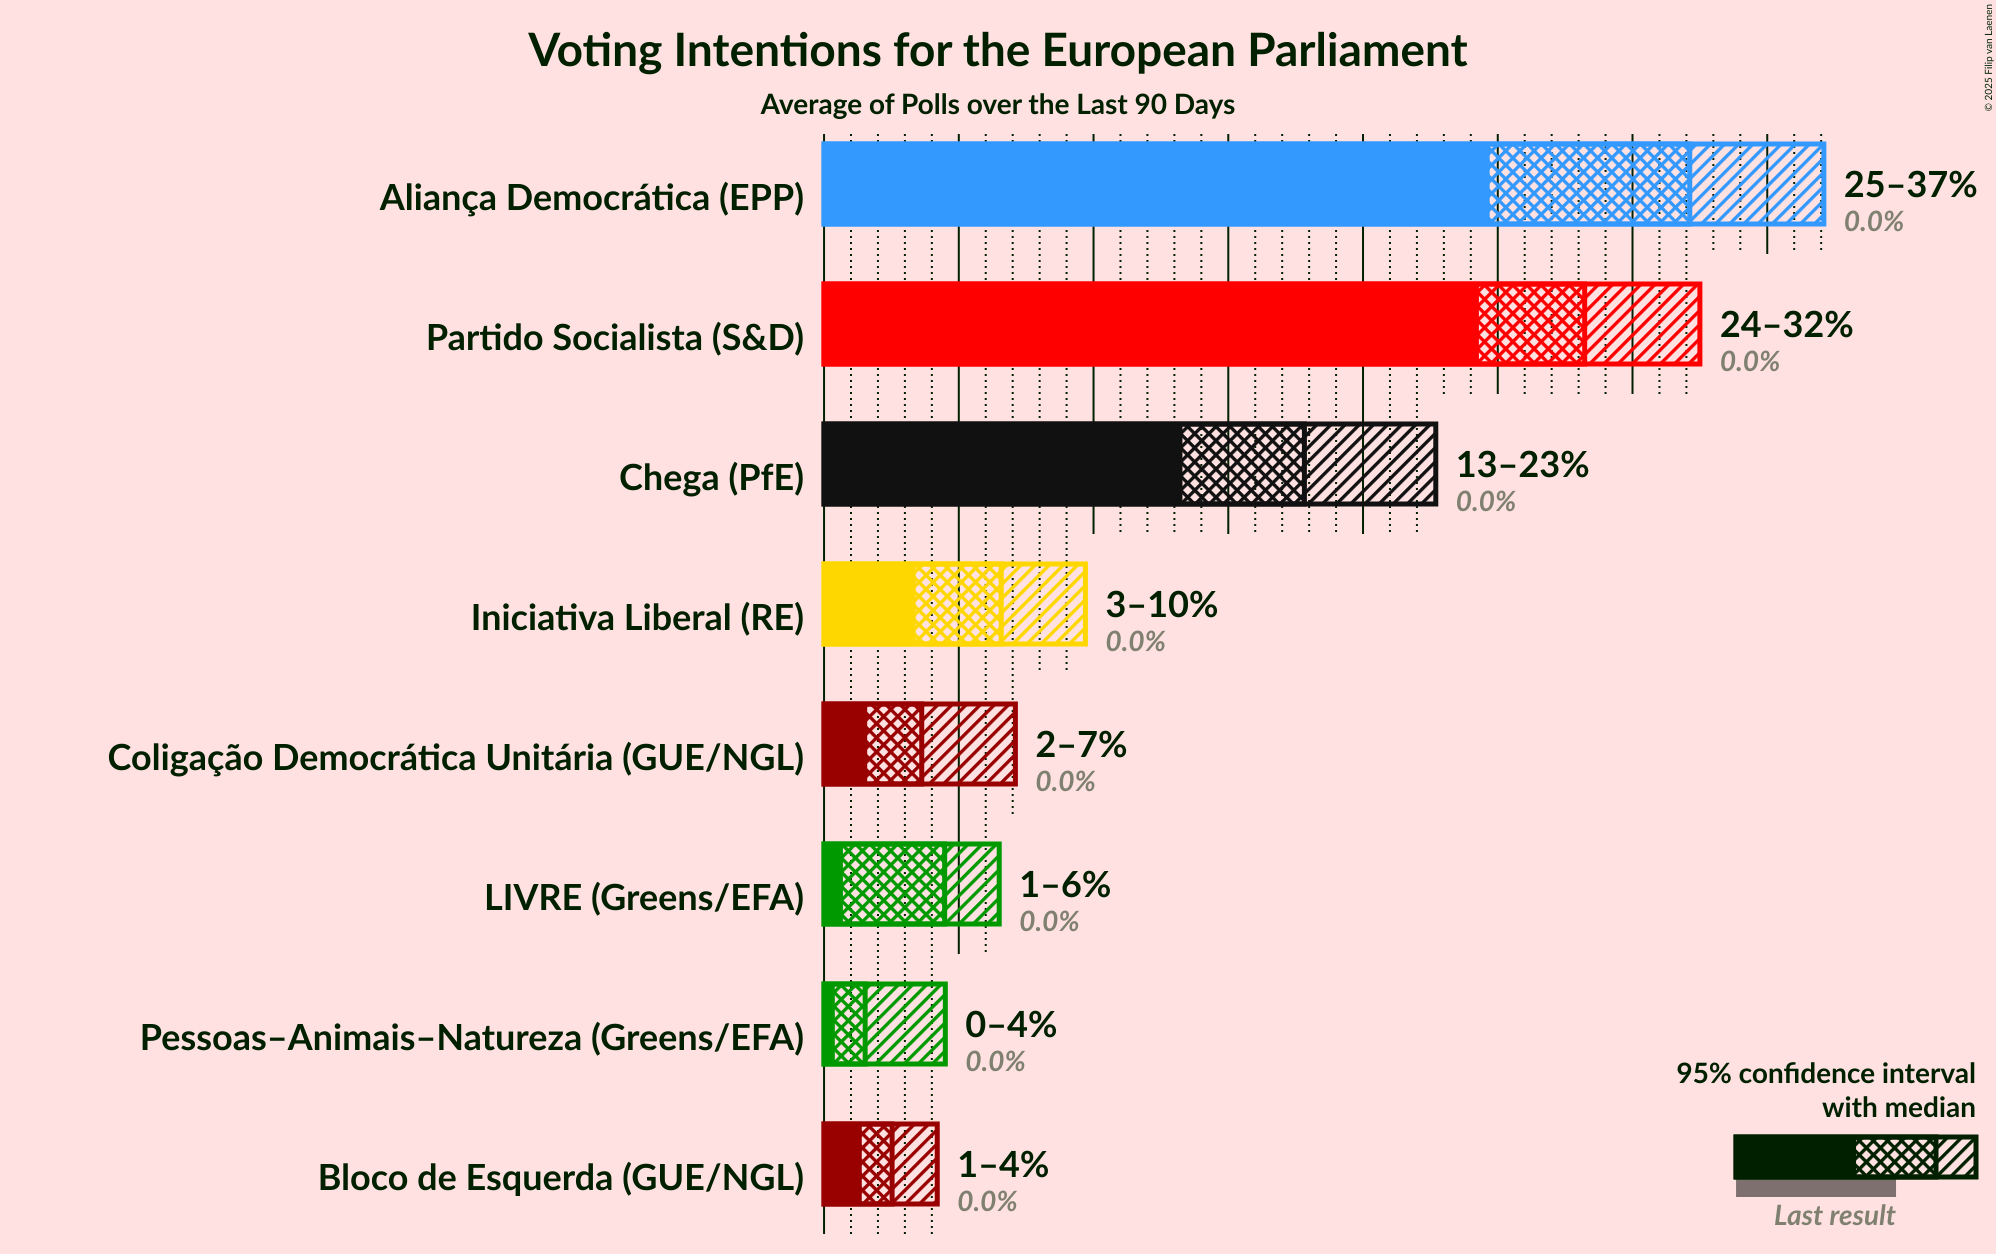 Voting Intentions for the European Parliament
Average of Polls over the Last 90 Days
© 2025 Filip van Laenen
Aliança Democrática (EPP)
25–37%
0.0%
Partido Socialista (S&D)
24–32%
0.0%
Chega (PfE)
13–23%
0.0%
Iniciativa Liberal (RE)
3–10%
0.0%
Coligação Democrática Unitária (GUE/NGL)
2–7%
0.0%
LIVRE (Greens/EFA)
1–6%
0.0%
Pessoas–Animais–Natureza (Greens/EFA)
0–4%
0.0%
Bloco de Esquerda (GUE/NGL)
1–4%
0.0%
95% confidence interval
with median
Last result